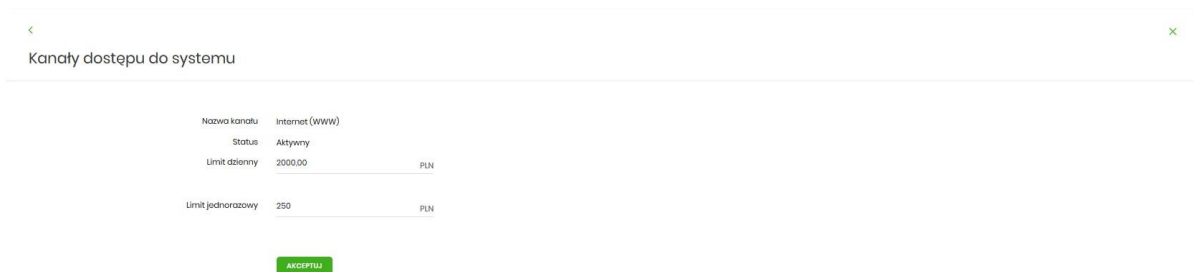 Kanały dostępu do systemu
Nazwa kanału Internet (WWW)
Status Aktywny
Limit dzienny 2000,00 PLN
Limit jednorazowy 250 PLN
AKCEPTUJ